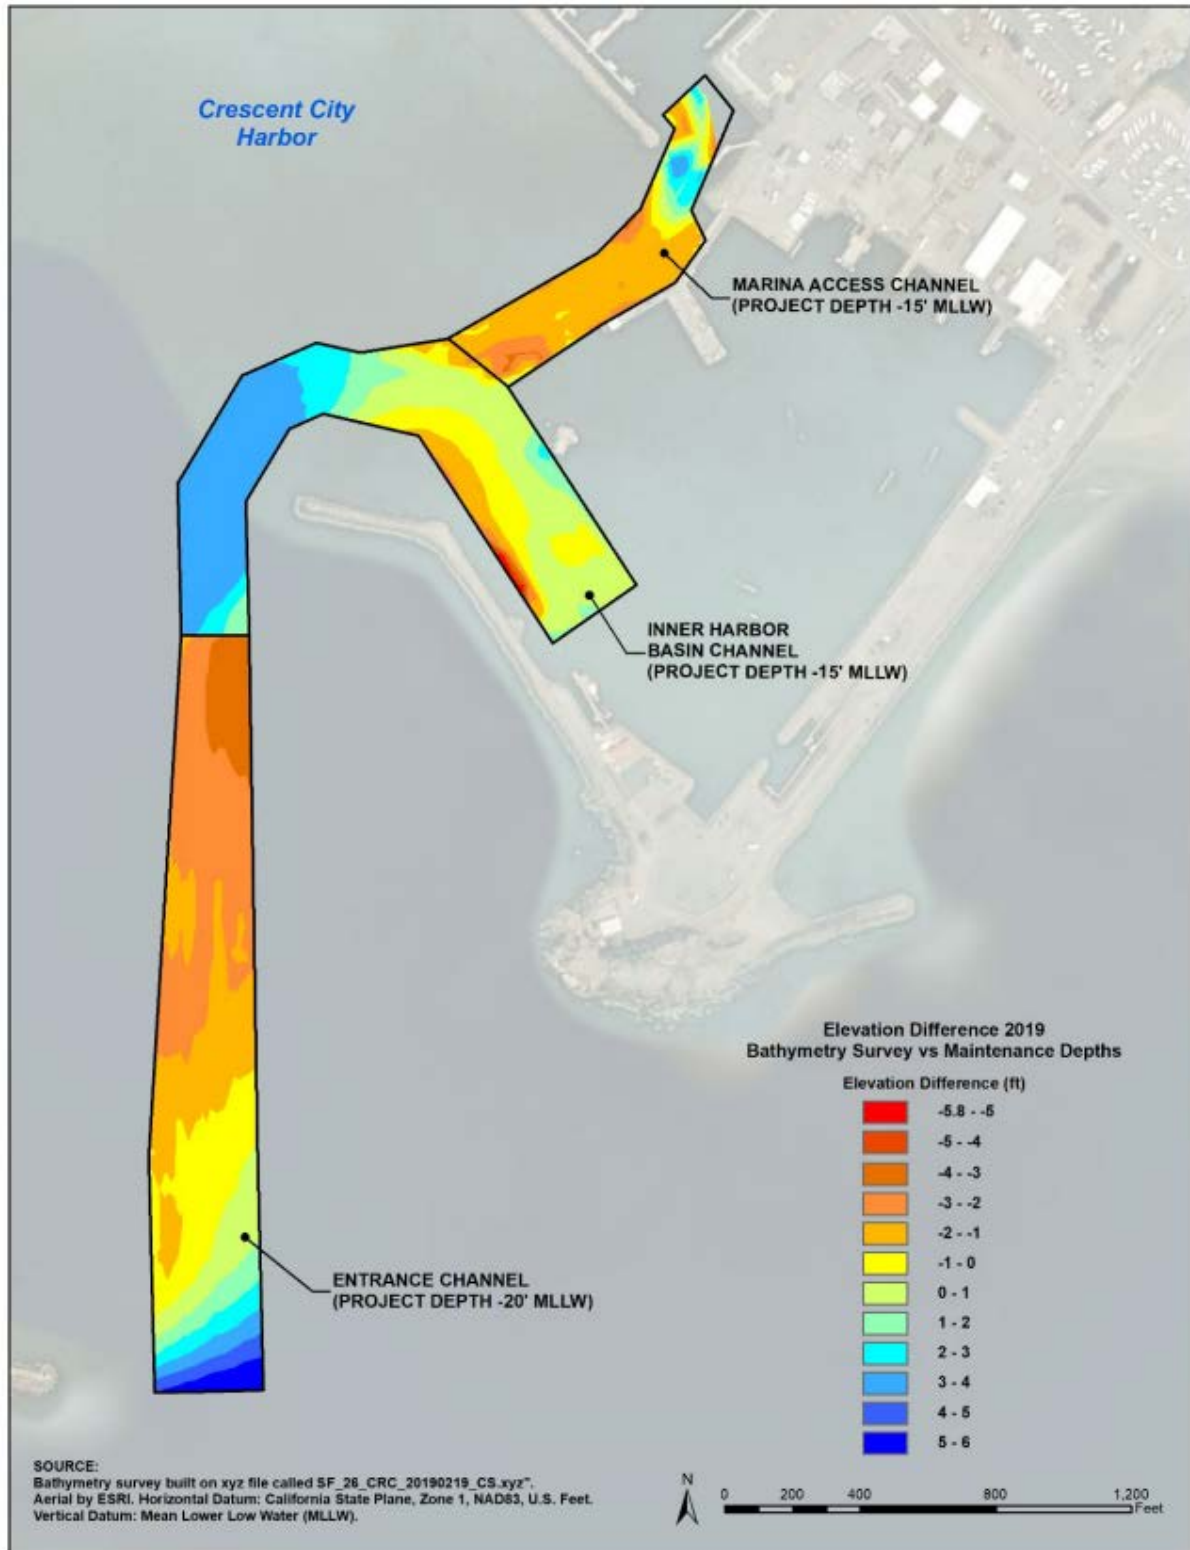 Crescent City
Harbor
MARINA ACCESS CHANNEL
(PROJECT DEPTH -15' MLLW)
INNER HARBOR
BASIN CHANNEL
(PROJECT DEPTH -15' MLLW)
ENTRANCE CHANNEL
(PROJECT DEPTH -20' MLLW)
Elevation Difference 2019
Bathymetry Survey vs Maintenance Depths
Elevation Difference (ft)
-5.8 - -5
-5 - -4
-4 - -3
-3 - -2
-2 - -1
-1 - 0
0 - 1
1 - 2
2 - 3
3 - 4
4 - 5
5 - 6
SOURCE:
Bathymetry survey built on xyz file called SF_26_CRC_20190219_CS.xyz".
Aerial by ESRI. Horizontal Datum: California State Plane, Zone 1, NAD83, U.S. Feet.
Vertical Datum: Mean Lower Low Water (MLLW).
N
0 200 400 800 1,200
Feet